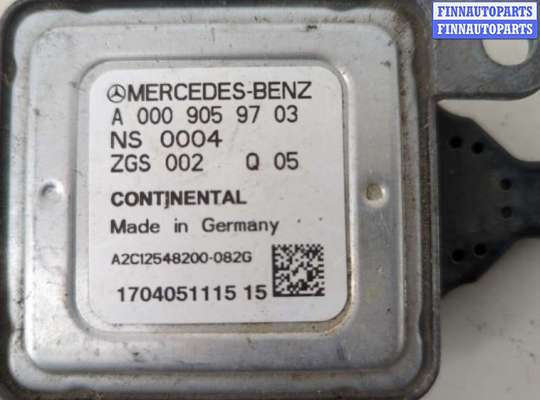 FINNAUTOPARTS
FINNAUTOPARTS
MERCEDES-BENZ
A 000 905 97 03
NS 0004
ZGS 002 Q 05
CONTINENTAL
Made in Germany
A2C12548200-082G
1704051115 15